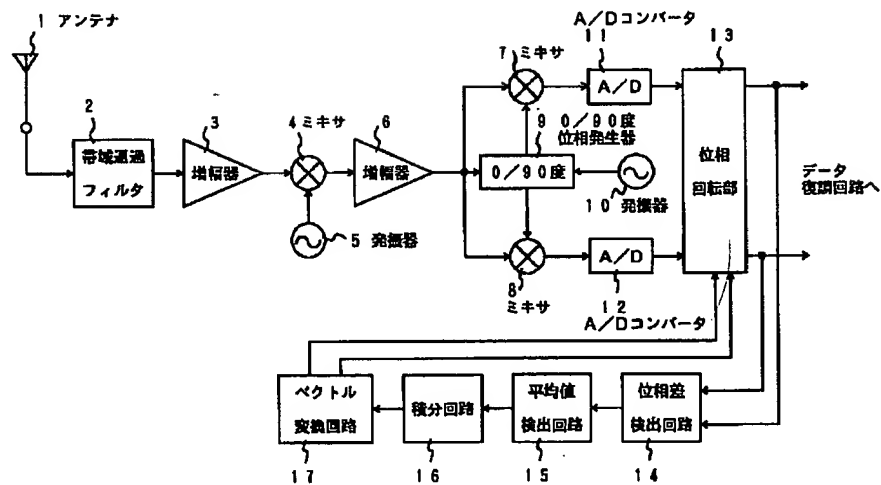 1 アンテナ
2
帯域通過
フィルタ
3
増幅器
4 ミキサ
5 発振器
6
増幅器
7 ミキサ
8
ミキサ
9 0/90度
位相発生器
0/90度
10 発振器
A/Dコンバータ
11
A/D
A/D
12
A/Dコンバータ
13
位相
回転部
データ
復調回路へ
ベクトル
変換回路
17
積分回路
16
平均値
検出回路
15
位相差
検出回路
14